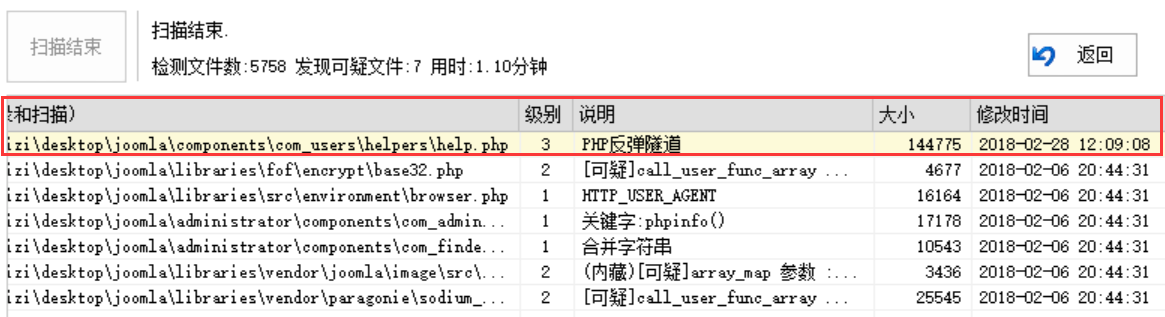 扫描结束
扫描结束.
检测文件数:5758 发现可疑文件:7 用时:1.10分钟
返回
和扫描) 级别 说明 大小 修改时间
izi\desktop\joomla\components\com_users\helpers\help.php 3 PHP反弹隧道 144775 2018-02-28 12:09:08
izi\desktop\joomla\libraries\fof\encrypt\base32.php 2 [可疑]call_user_func_array ... 4677 2018-02-06 20:44:31
izi\desktop\joomla\libraries\src\environment\browser.php 1 HTTP_USER_AGENT 16164 2018-02-06 20:44:31
izi\desktop\joomla\administrator\components\com_admin... 1 关键字:phpinfo() 17178 2018-02-06 20:44:31
izi\desktop\joomla\administrator\components\com_finde... 1 合并字符串 10543 2018-02-06 20:44:31
izi\desktop\joomla\libraries\vendor\joomla\image\src\... 2 (内藏)[可疑]array_map 参数 :... 3436 2018-02-06 20:44:31
izi\desktop\joomla\libraries\vendor\paragonie\sodium_... 2 [可疑]call_user_func_array ... 25545 2018-02-06 20:44:31